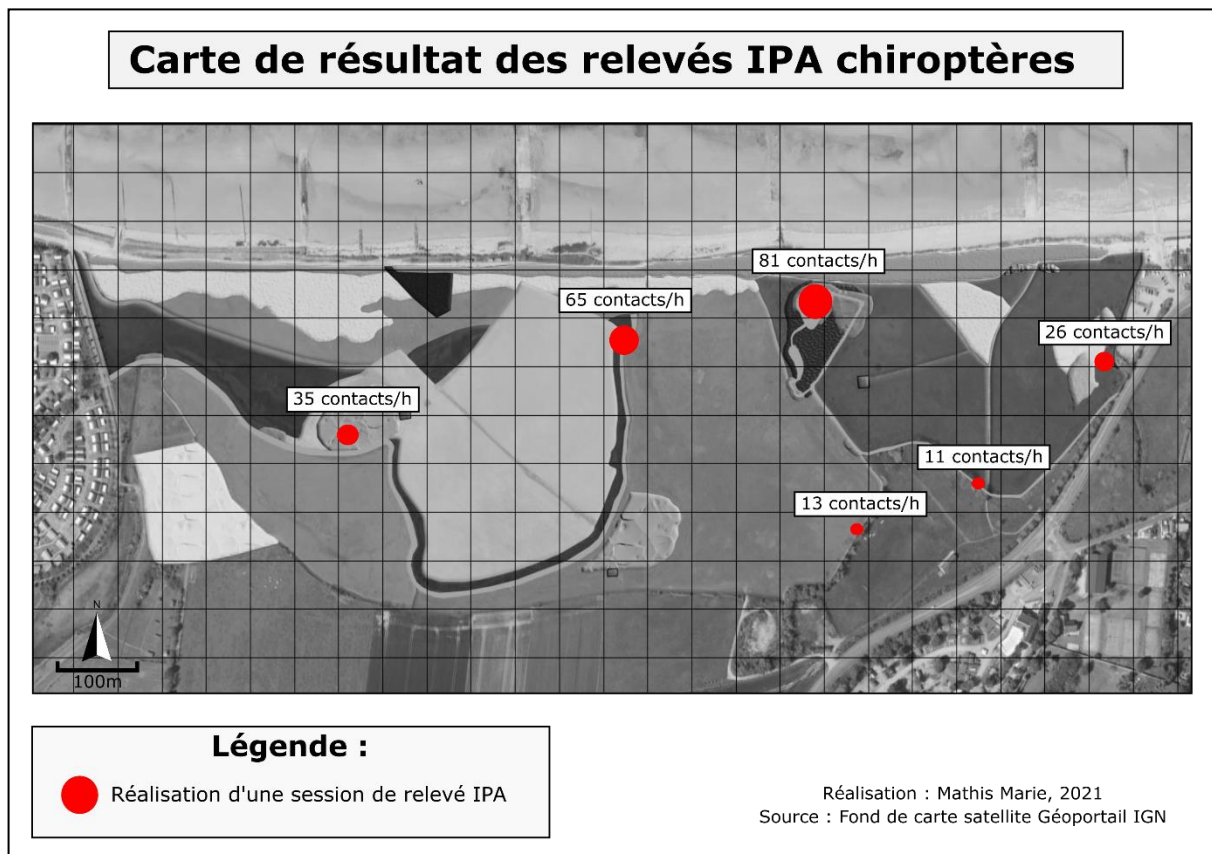 Carte de résultat des relevés IPA chiroptères
81 contacts/h
65 contacts/h
26 contacts/h
35 contacts/h
11 contacts/h
13 contacts/h
N
100m
Légende :
Réalisation d'une session de relevé IPA
Réalisation : Mathis Marie, 2021
Source : Fond de carte satellite Géoportail IGN